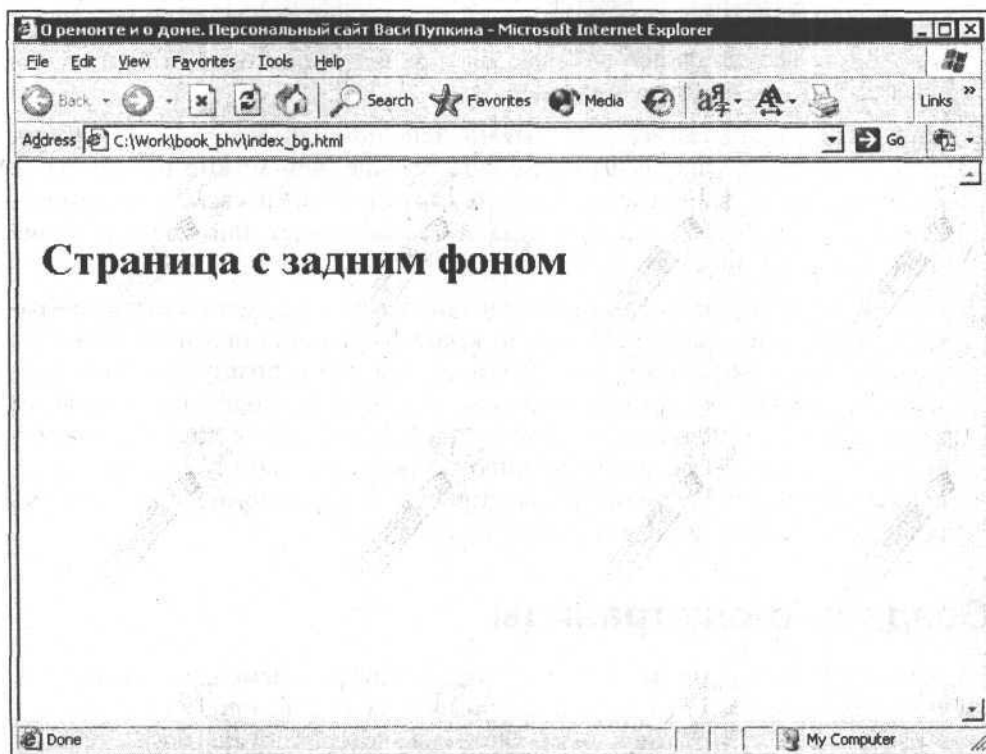 О ремонте и о доме. Персональный сайт Васи Пупкина - Microsoft Internet Explorer
File Edit View Favorites Tools Help
Back Search Favorites Media Links »
Address C:\Work\book_bhv\index_bg.html Go
Страница с задним фоном
Done My Computer